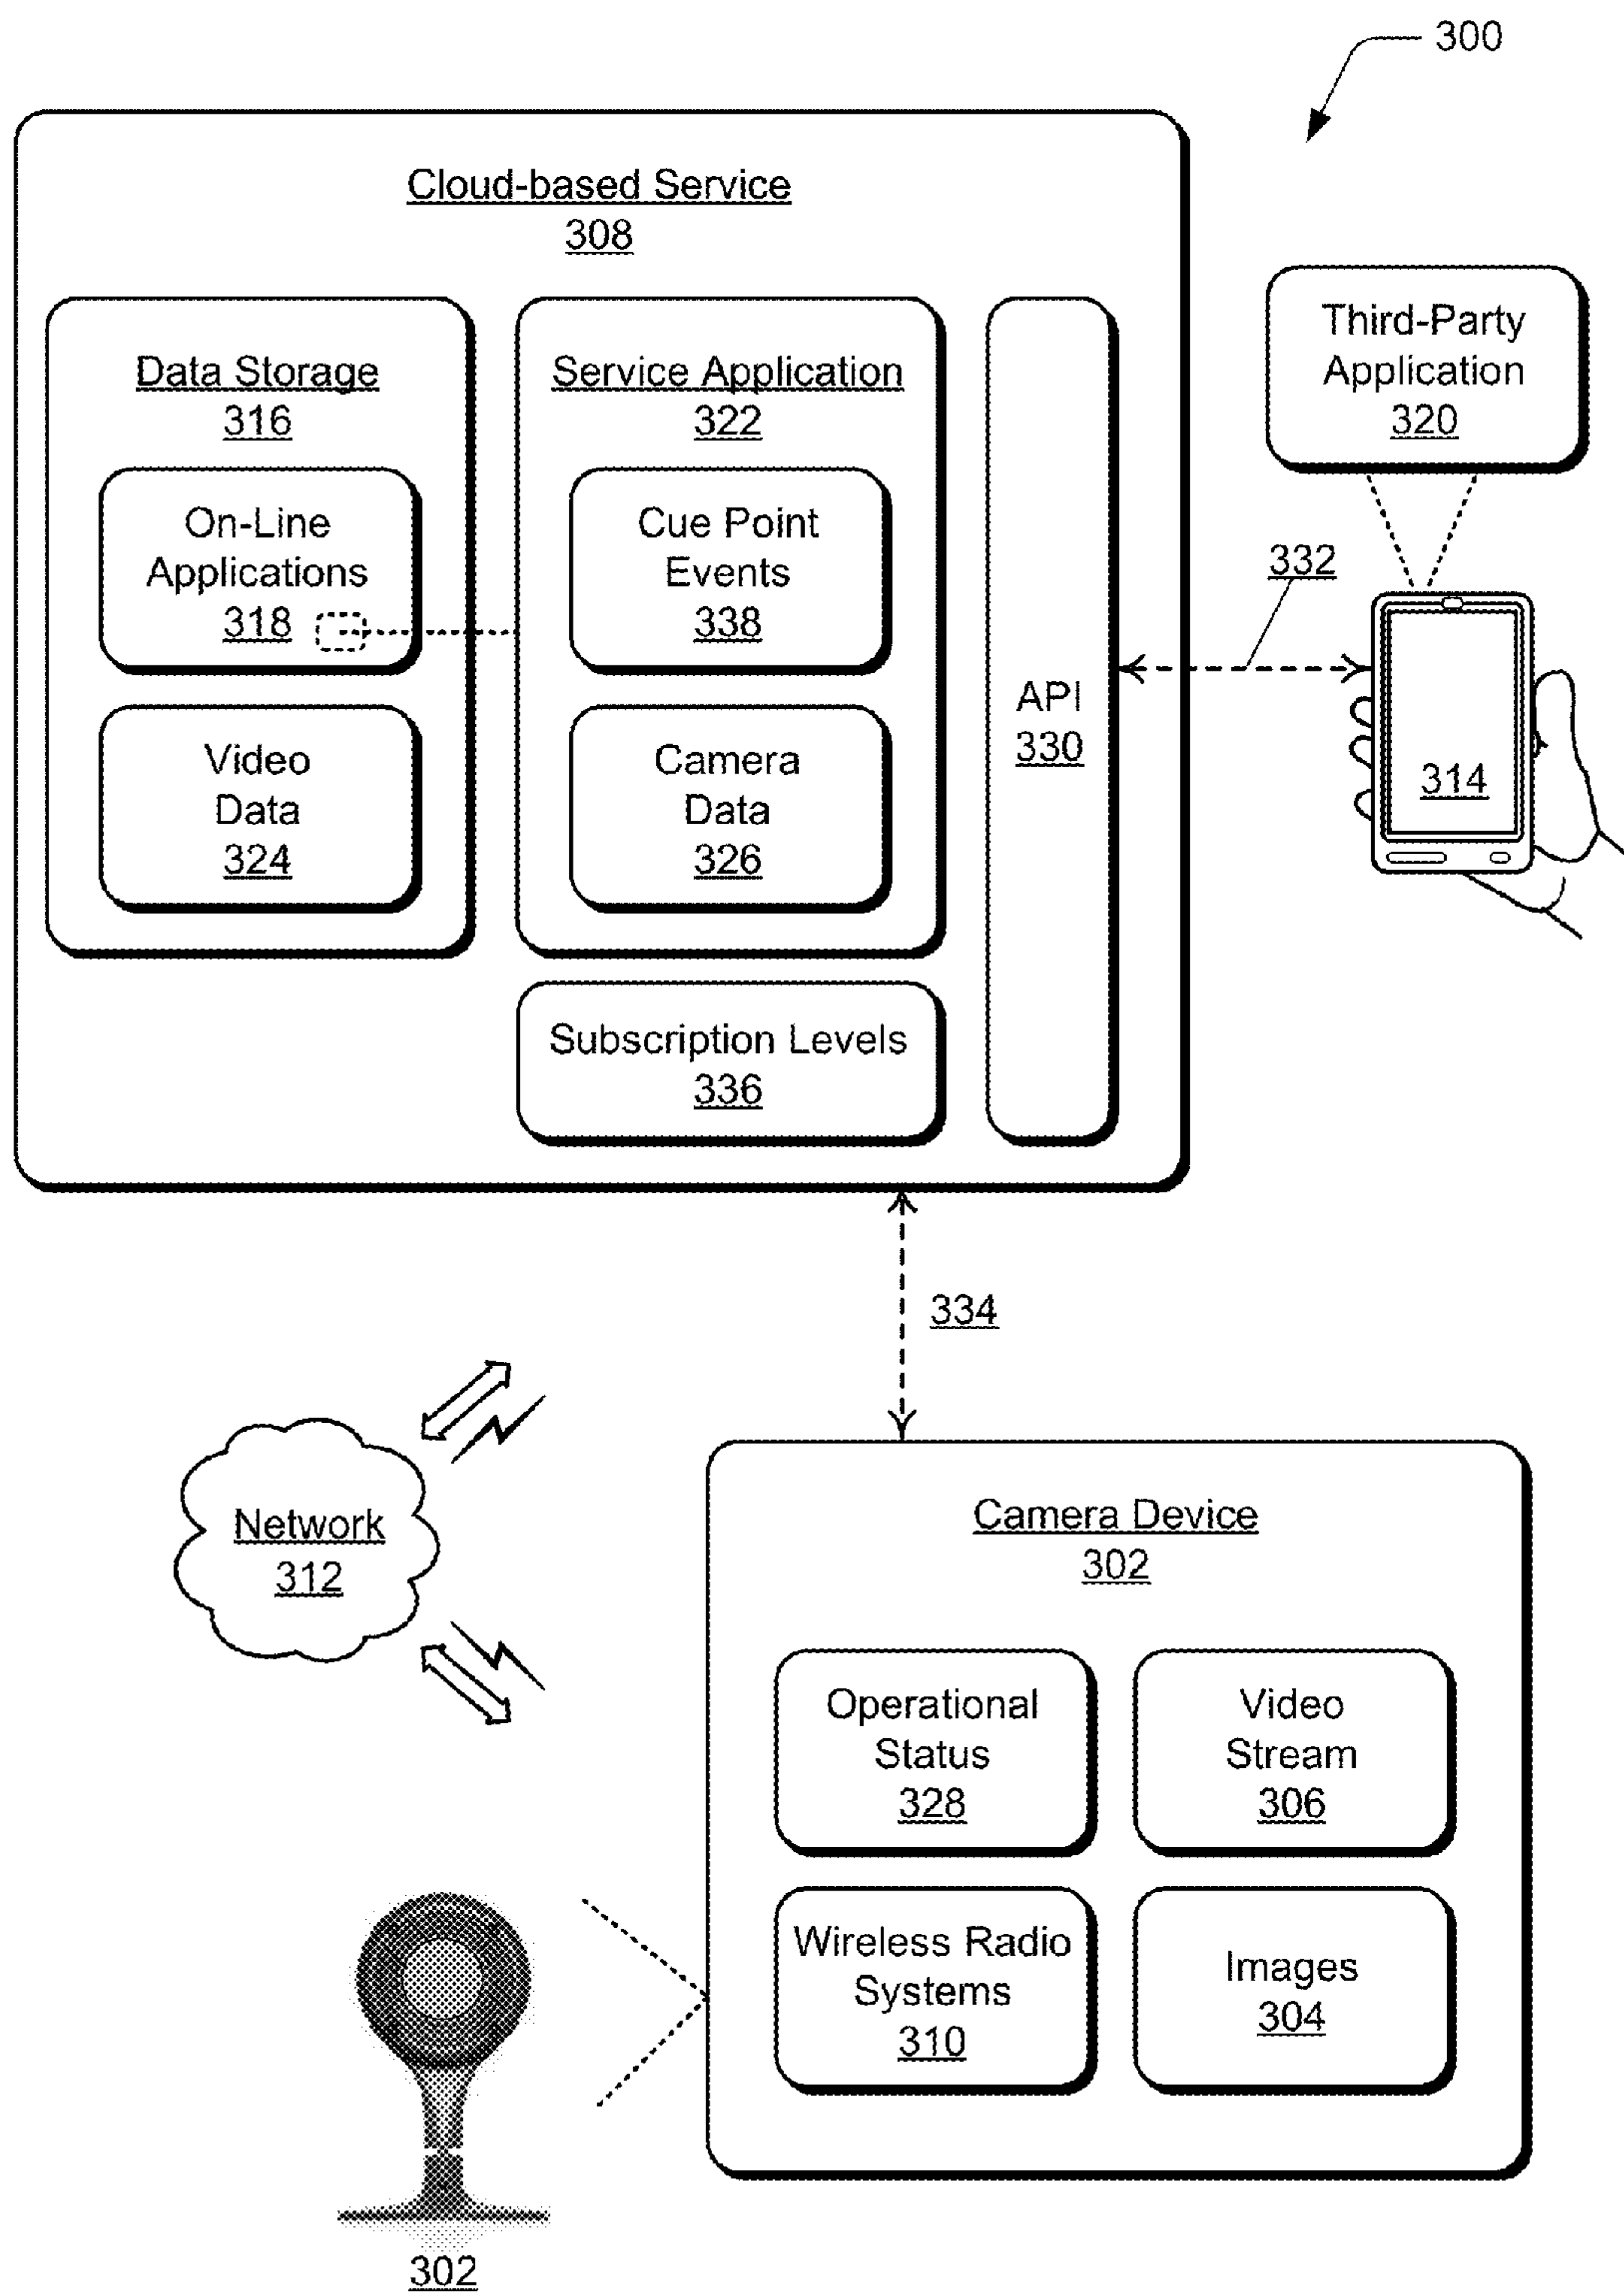 300
Cloud-based Service
308
Data Storage
316
On-Line
Applications
318
Video
Data
324
Service Application
322
Cue Point
Events
338
Camera
Data
326
Subscription Levels
336
API
330
Third-Party
Application
320
332
314
334
Network
312
Camera Device
302
Operational
Status
328
Video
Stream
306
Wireless Radio
Systems
310
Images
304
302